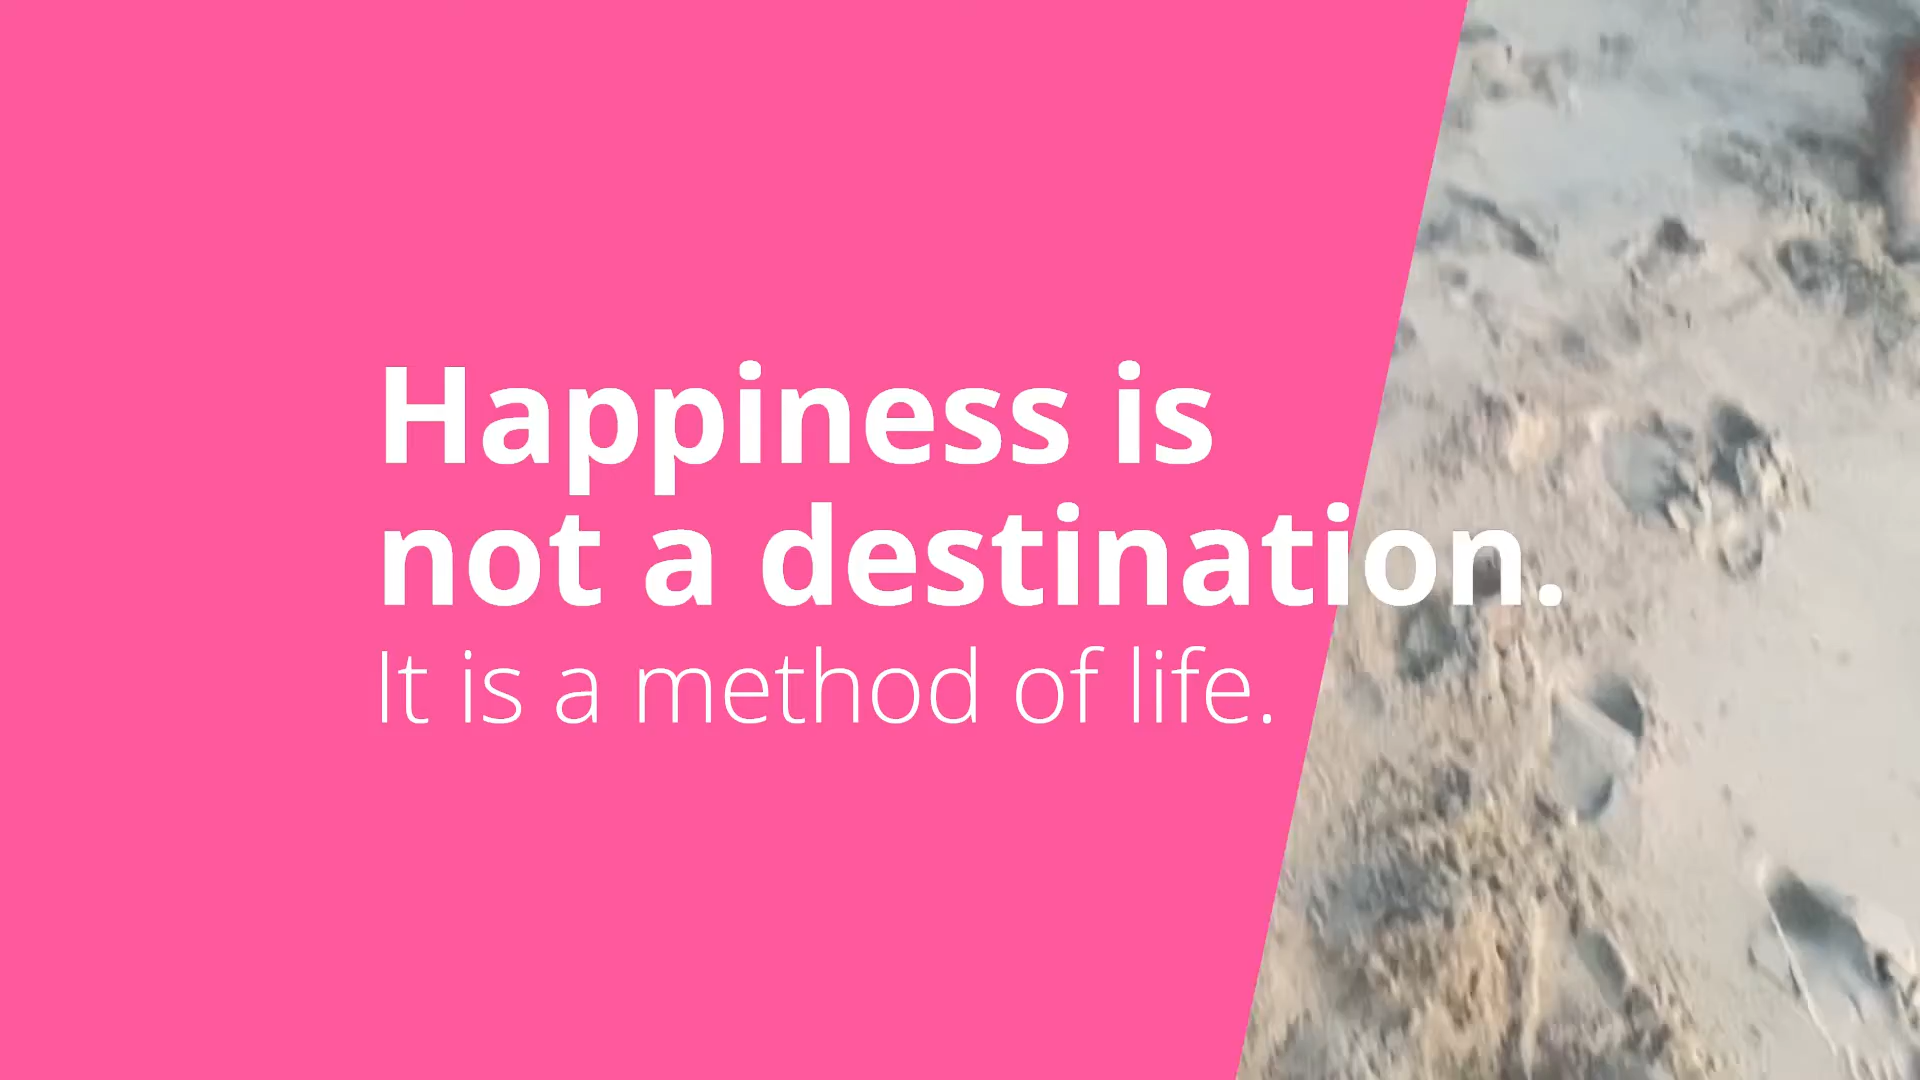 Happiness is
not a destination.
It is a method of life.